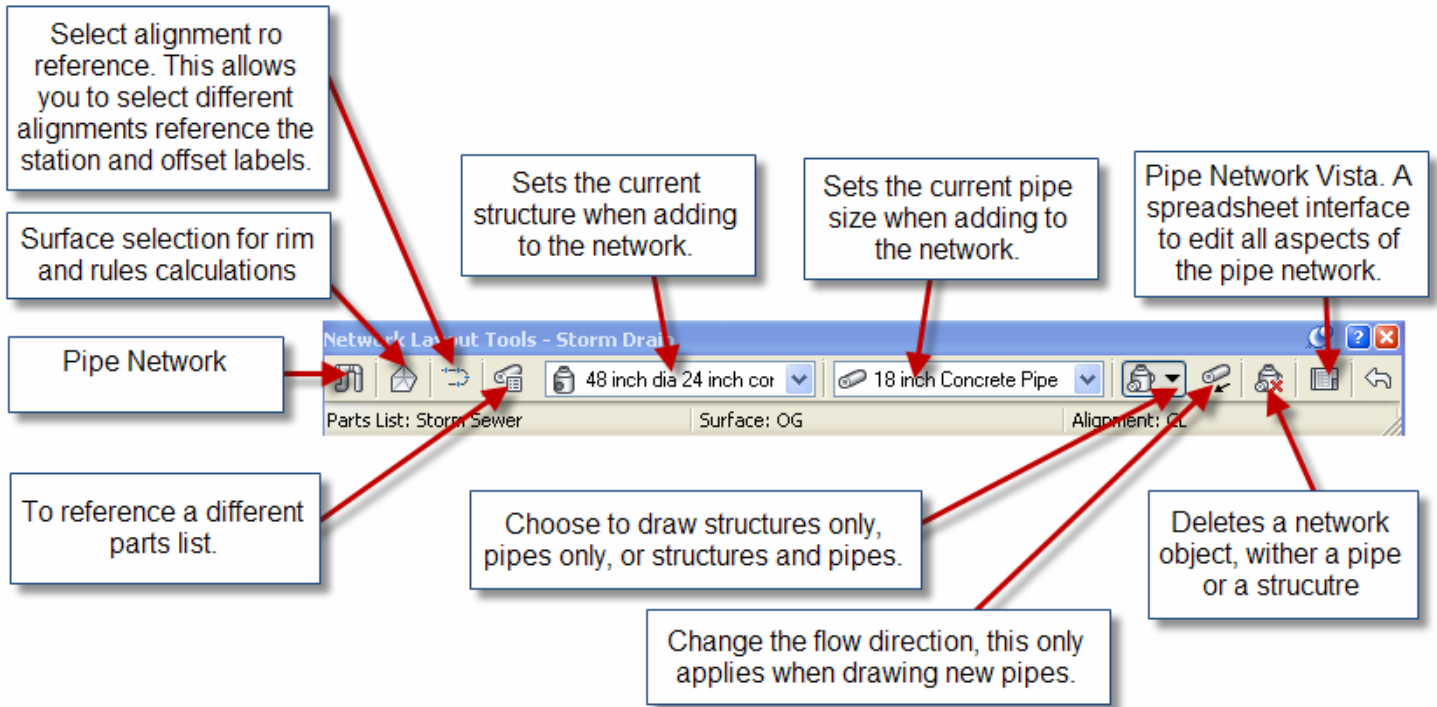 Select alignment ro
reference. This allows
you to select different
alignments reference the
station and offset labels.
Surface selection for rim
and rules calculations
Pipe Network
Sets the current
structure when adding
to the network.
Sets the current pipe
size when adding to
the network.
Pipe Network Vista. A
spreadsheet interface
to edit all aspects of
the pipe network.
Network Layout Tools - Storm Drain
48 inch dia 24 inch cor
18 inch Concrete Pipe
Parts List: Storm Sewer
Surface: OG
Alignment: CL
To reference a different
parts list.
Choose to draw structures only,
pipes only, or structures and pipes.
Change the flow direction, this only
applies when drawing new pipes.
Deletes a network
object, wither a pipe
or a strucutre